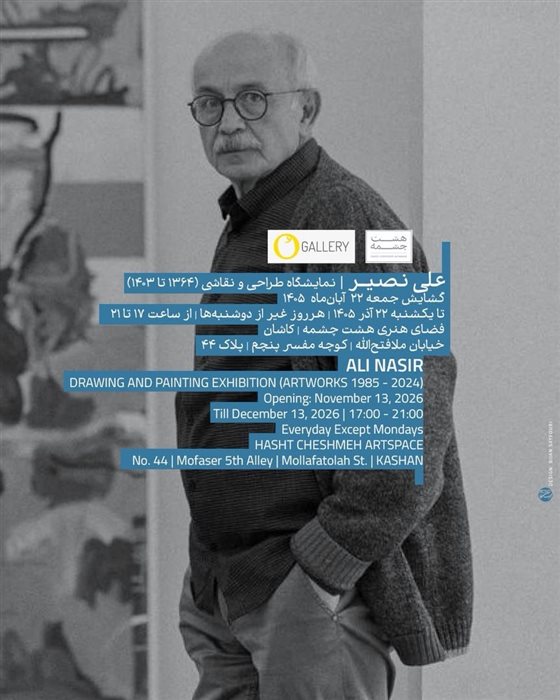 O GALLERY
هشت
چشمه
علی نصیر | نمایشگاه طراحی و نقاشی (۱۳۶۴ تا ۱۴۰۳)
گشایش جمعه ۲۲ آبان‌ماه ۱۴۰۵
تا یکشنبه ۲۲ آذر ۱۴۰۵ | هرروز غیر از دوشنبه‌ها | از ساعت ۱۷ تا ۲۱
فضای هنری هشت چشمه | کاشان
خیابان ملافتح‌الله | کوچه مفسر پنجم | پلاک ۴۴
ALI NASIR
DRAWING AND PAINTING EXHIBITION (ARTWORKS 1985 - 2024)
Opening: November 13, 2026
Till December 13, 2026 | 17:00 - 21:00
Everyday Except Mondays
HASHT CHESHMEH ARTSPACE
No. 44 | Mofaser 5th Alley | Mollafatolah St. | KASHAN
DESIGN: BIJAN SAYFOURI